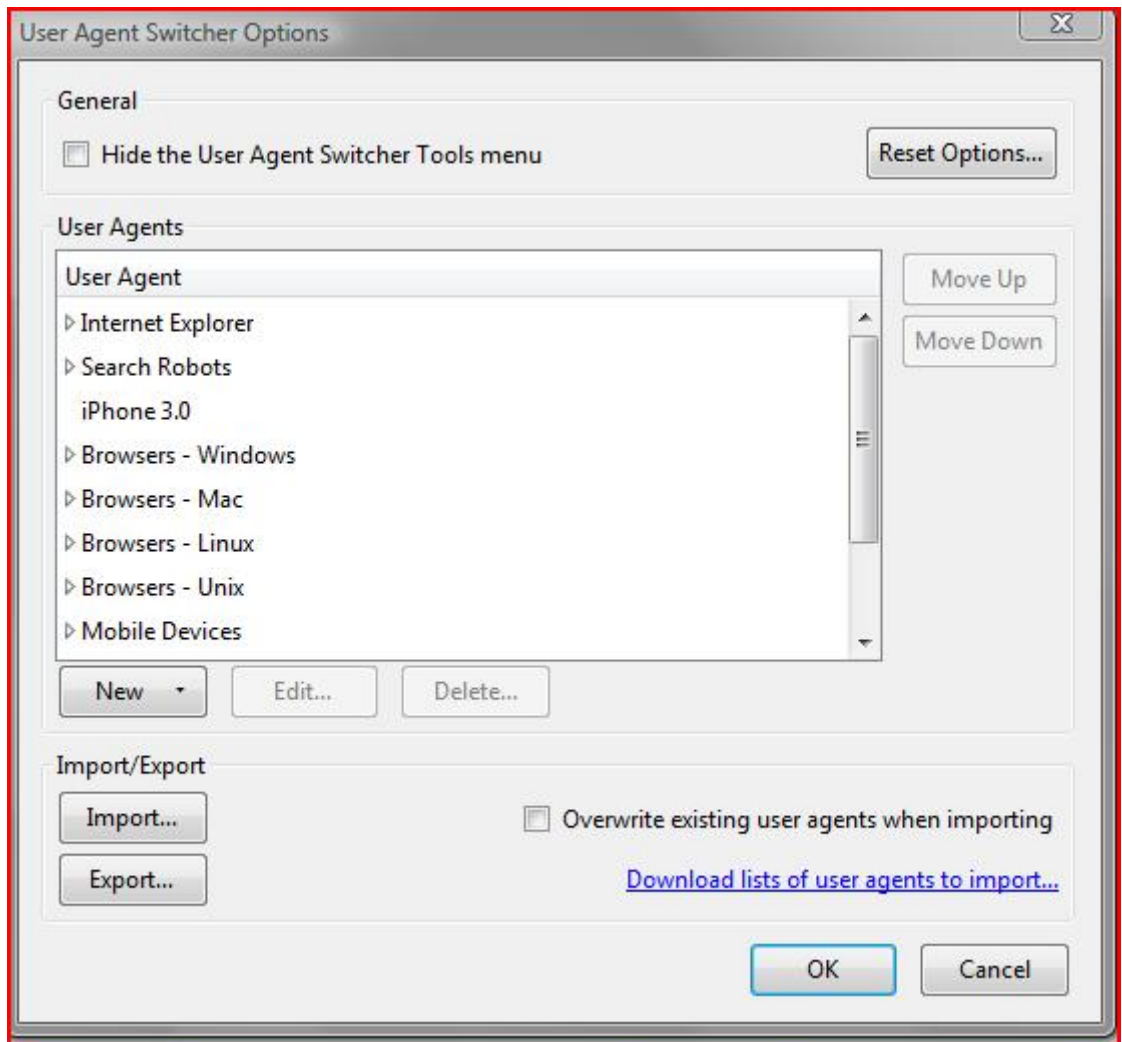 User Agent Switcher Options
General
Hide the User Agent Switcher Tools menu
Reset Options...
User Agents
User Agent
Move Up
Internet Explorer
Move Down
Search Robots
iPhone 3.0
Browsers - Windows
Browsers - Mac
Browsers - Linux
Browsers - Unix
Mobile Devices
New
Edit...
Delete...
Import/Export
Import...
Overwrite existing user agents when importing
Export...
Download lists of user agents to import...
OK
Cancel